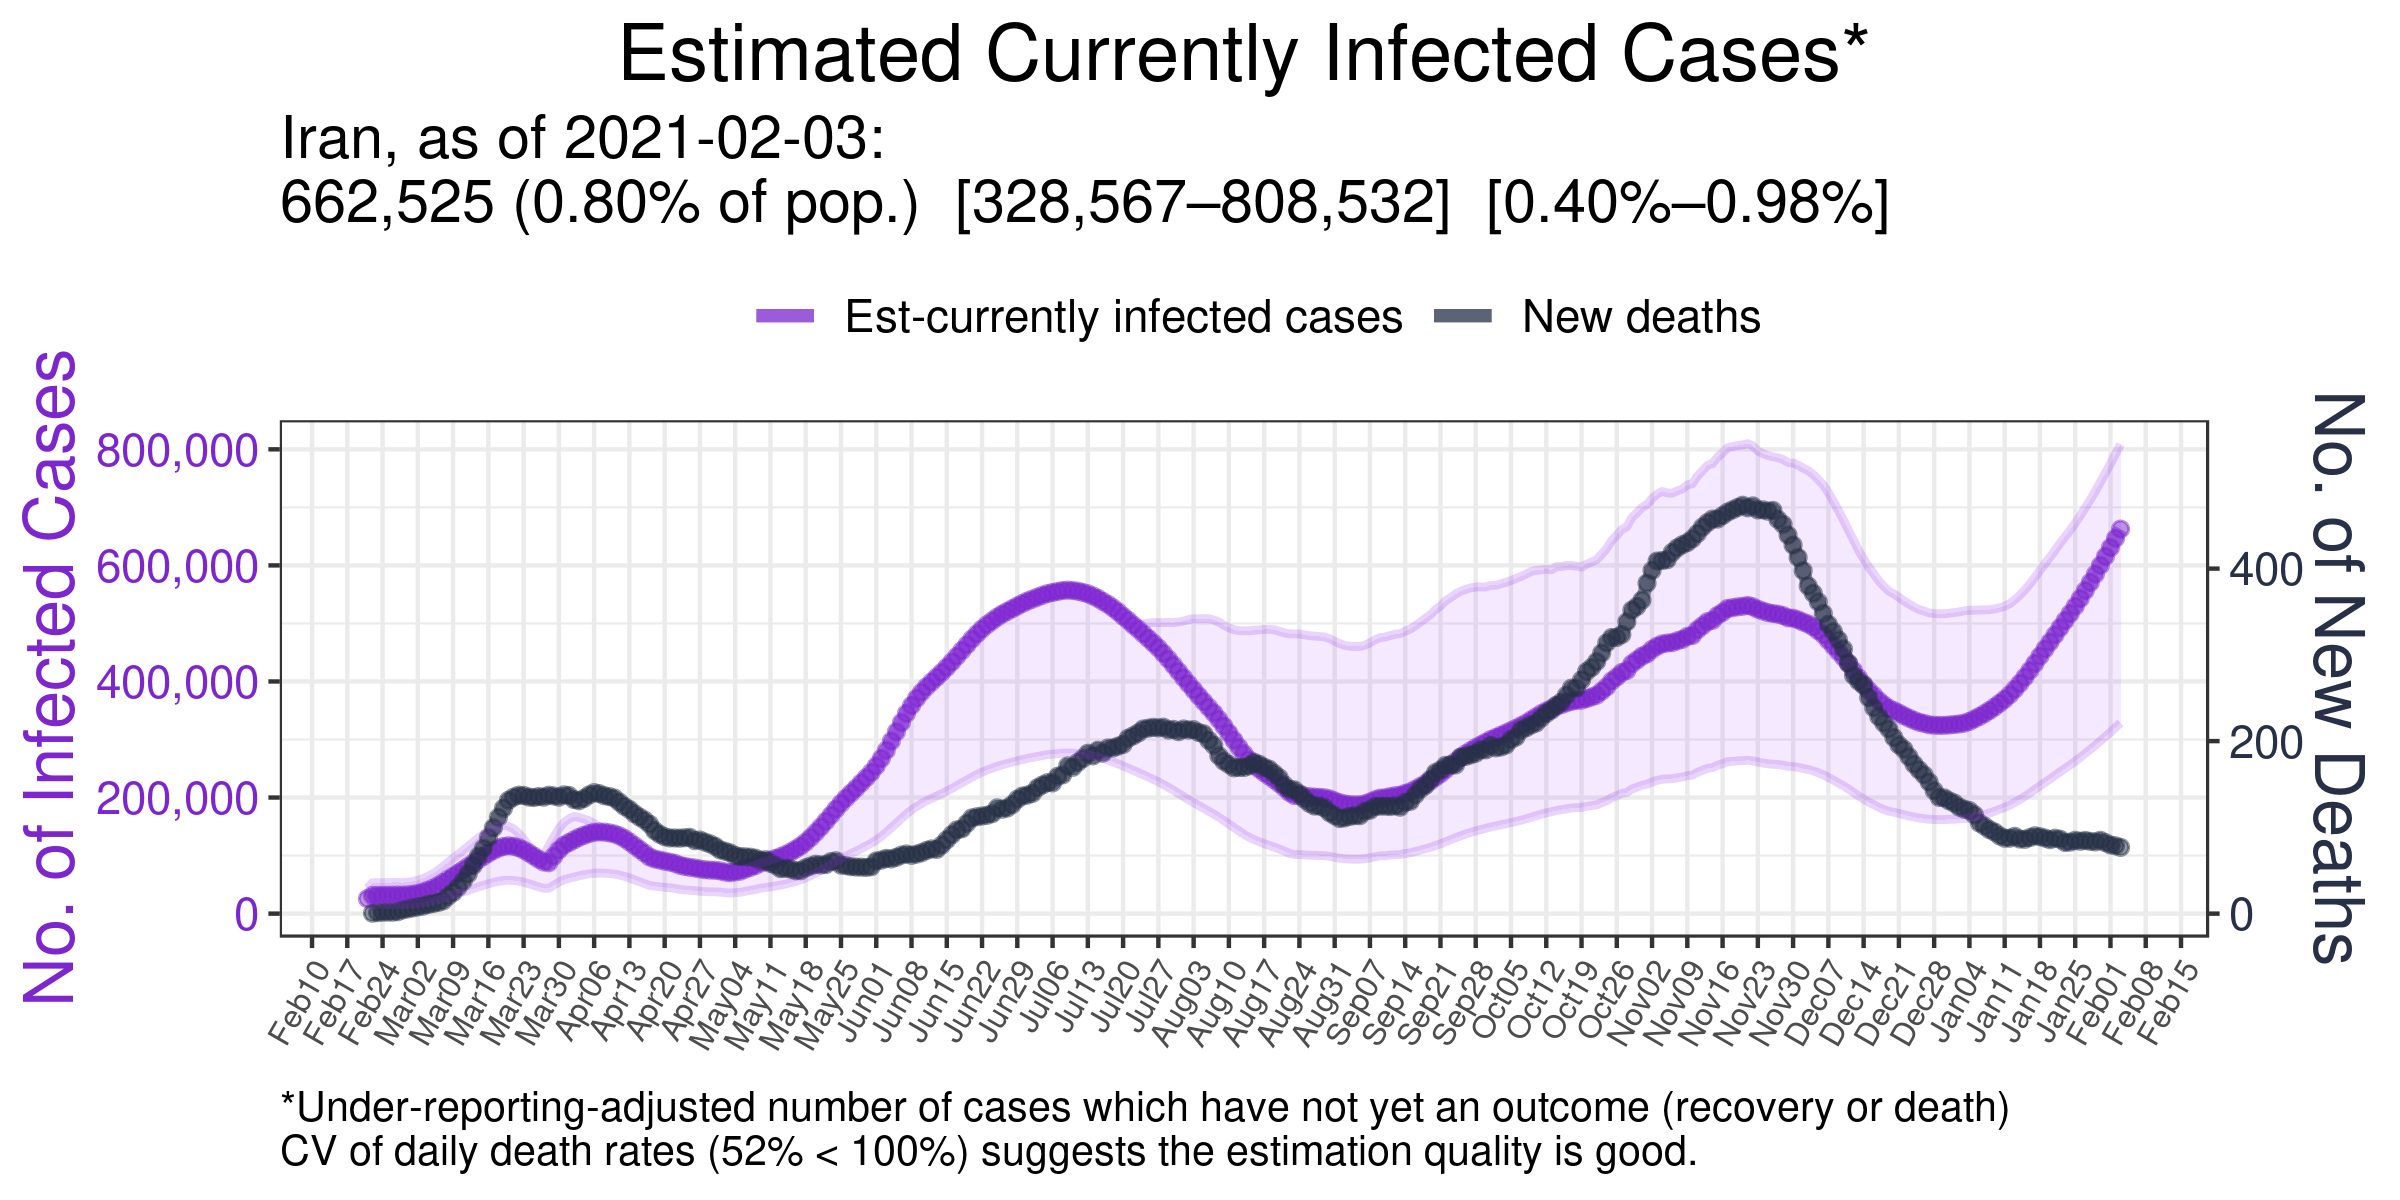 Estimated Currently Infected Cases*
Iran, as of 2021-02-03:
662,525 (0.80% of pop.) [328,567–808,532] [0.40%–0.98%]
Est-currently infected cases
New deaths
No. of Infected Cases
800,000
600,000
400,000
200,000
0
400
200
0
No. of New Deaths
Feb10
Feb17
Feb24
Mar02
Mar09
Mar16
Mar23
Mar30
Apr06
Apr13
Apr20
Apr27
May04
May11
May18
May25
Jun01
Jun08
Jun15
Jun22
Jun29
Jul06
Jul13
Jul20
Jul27
Aug03
Aug10
Aug17
Aug24
Aug31
Sep07
Sep14
Sep21
Sep28
Oct05
Oct12
Oct19
Oct26
Nov02
Nov09
Nov16
Nov23
Nov30
Dec07
Dec14
Dec21
Dec28
Jan04
Jan11
Jan18
Jan25
Feb01
Feb08
Feb15
*Under-reporting-adjusted number of cases which have not yet an outcome (recovery or death)
CV of daily death rates (52% < 100%) suggests the estimation quality is good.